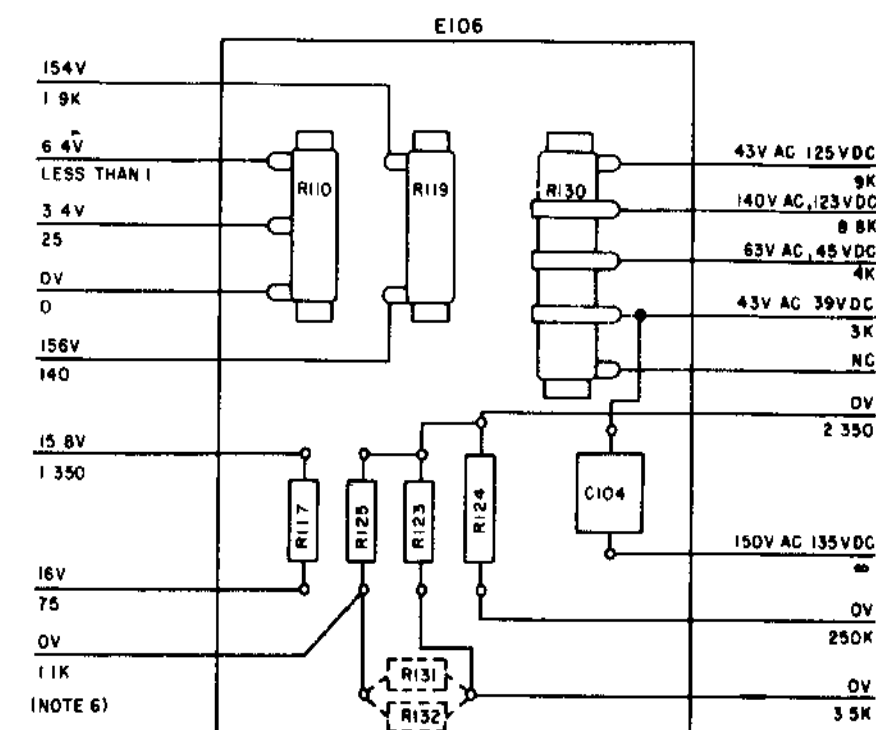 E106
154V
1 9K
6 4V
LESS THAN 1
3 4V
25
0V
0
156V
140
15 8V
1 350
16V
75
0V
1 1K
(NOTE 6)
R110
R119
R130
R117
R125
R123
R124
C104
R131
R132
43V AC 125VDC
9K
140V AC, 123VDC
8 8K
63V AC, 45VDC
4K
43V AC 39VDC
3K
NC
0V
2 350
150V AC 135VDC
∞
0V
250K
0V
3 5K